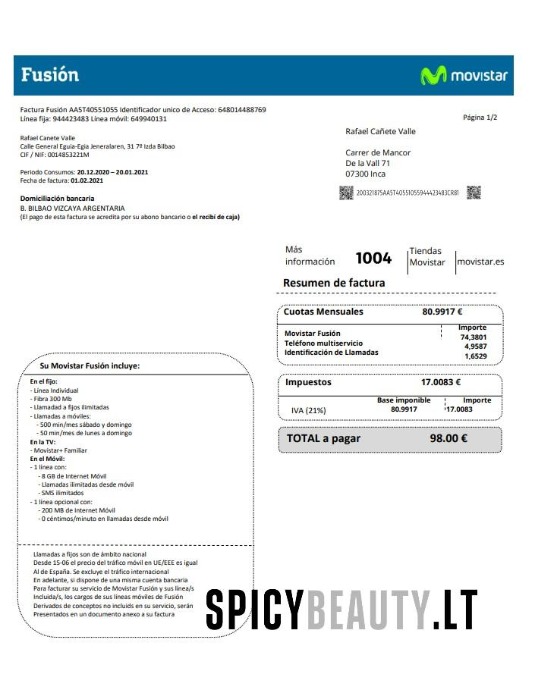 Fusión
movistar
Factura Fusión AA5T40551055 Identificador unico de Acceso: 648014488769
Línea fija: 944423483 Línea móvil: 649940131
Página 1/2
Rafael Canete Valle
Calle General Eguia-Egia Jeneralaren, 31 7º Izda Bilbao
CIF / NIF: 0014853221M
Rafael Cañete Valle
Carrer de Mancor
De la Vall 71
07300 Inca
Periodo Consumos: 20.12.2020 – 20.01.2021
Fecha de factura: 01.02.2021
200321875AA5T40551055944423483CRB1
Domiciliación bancaria
B. BILBAO VIZCAYA ARGENTARIA
(El pago de esta factura se acredita por su abono bancario o el recibí de caja)
Más información 1004 Tiendas Movistar movistar.es
Resumen de factura
Cuotas Mensuales 80.9917 €
Importe
Movistar Fusión 74,3801
Teléfono multiservicio 4,9587
Identificación de Llamadas 1,6529
Impuestos 17.0083 €
Base imponible Importe
IVA (21%) 80.9917 17.0083
TOTAL a pagar 98.00 €
Su Movistar Fusión incluye:
En el fijo:
- Línea Individual
- Fibra 300 Mb
- Llamadad a fijos ilimitadas
- Llamadas a móviles:
- 500 min/mes sábado y domingo
- 50 min/mes de lunes a domingo
En la TV:
- Movistar+ Familiar
En el Móvil:
- 1 línea con:
- 8 GB de Internet Móvil
- Llamadas ilimitadas desde móvil
- SMS ilimitados
- 1 línea opcional con:
- 200 MB de Internet Móvil
- 0 céntimos/minuto en llamadas desde móvil
Llamadas a fijos son de ámbito nacional
Desde 15-06 el precio del tráfico móvil en UE/EEE es igual
Al de España. Se excluye el tráfico internacional
En adelante, si dispone de una misma cuenta bancaria
Para facturar su servicio de Movistar Fusión y sus línea/s
Incluida/s, los cargos de sus líneas móviles de Fusión
Derivados de conceptos no incluids en su servicio, serán
Presentados en un documento anexo a su factura
SPICYBEAUTY.LT